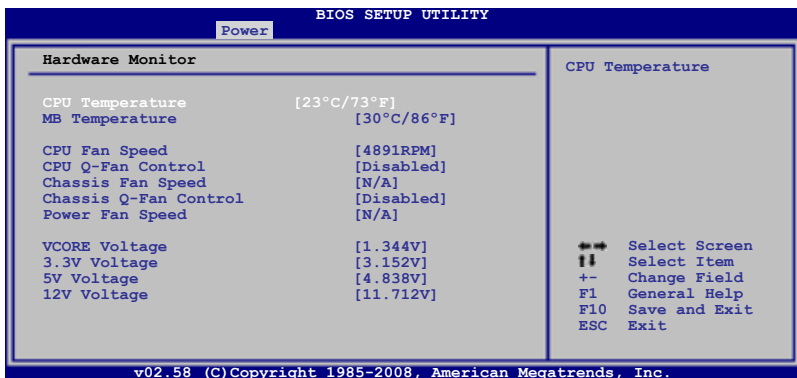 BIOS SETUP UTILITY
Power
Hardware Monitor
CPU Temperature [23°C/73°F]
MB Temperature [30°C/86°F]
CPU Fan Speed [4891RPM]
CPU Q-Fan Control [Disabled]
Chassis Fan Speed [N/A]
Chassis Q-Fan Control [Disabled]
Power Fan Speed [N/A]
VCORE Voltage [1.344V]
3.3V Voltage [3.152V]
5V Voltage [4.838V]
12V Voltage [11.712V]
CPU Temperature
←→ Select Screen
↑↓ Select Item
+- Change Field
F1 General Help
F10 Save and Exit
ESC Exit
v02.58 (C)Copyright 1985-2008, American Megatrends, Inc.